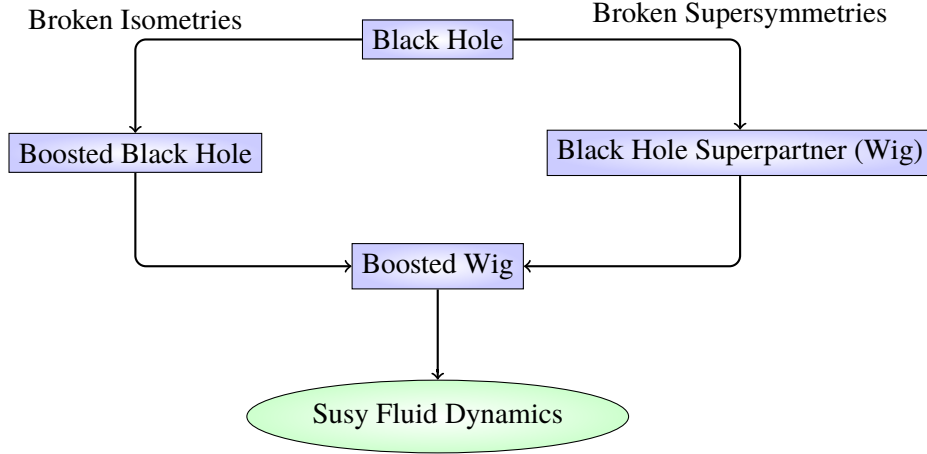 Broken Isometries
Broken Supersymmetries
Black Hole
Boosted Black Hole
Black Hole Superpartner (Wig)
Boosted Wig
Susy Fluid Dynamics